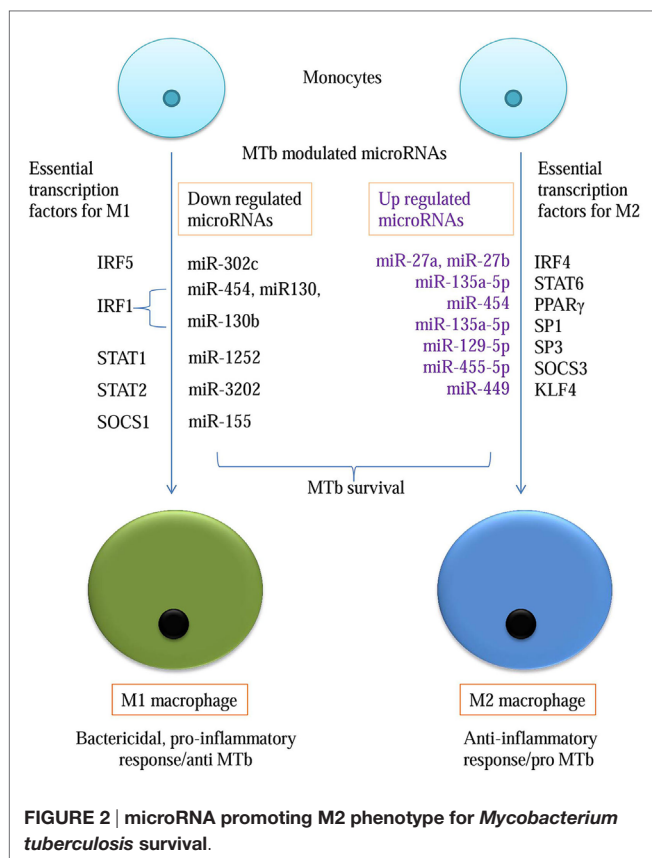 Monocytes
MTb modulated microRNAs
Essential
transcription
factors for M1
Down regulated
microRNAs
Up regulated
microRNAs
Essential
transcription
factors for M2
IRF5
miR-302c
IRF1
miR-454, miR130,
miR-130b
STAT1
miR-1252
STAT2
miR-3202
SOCS1
miR-155
miR-27a, miR-27b
IRF4
miR-135a-5p
STAT6
miR-454
PPARγ
miR-135a-5p
SP1
miR-129-5p
SP3
miR-455-5p
SOCS3
miR-449
KLF4
MTb survival
M1 macrophage
Bactericidal, pro-inflammatory
response/anti MTb
M2 macrophage
Anti-inflammatory
response/pro MTb
FIGURE 2 | microRNA promoting M2 phenotype for Mycobacterium
tuberculosis survival.